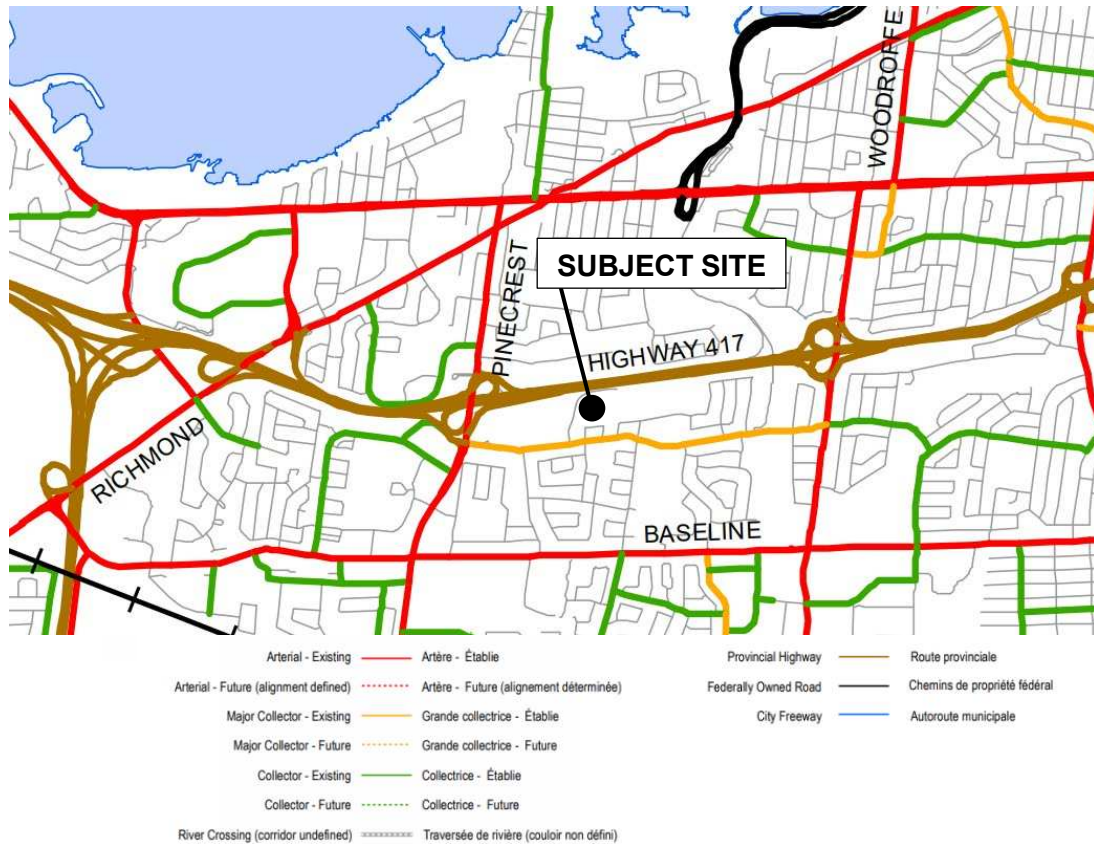 WOODROFFE
SUBJECT SITE
PINECREST
HIGHWAY 417
RICHMOND
BASELINE
Arterial - Existing Artère - Établie
Arterial - Future (alignment defined) Artère - Future (alignement déterminée)
Major Collector - Existing Grande collectrice - Établie
Major Collector - Future Grande collectrice - Future
Collector - Existing Collectrice - Établie
Collector - Future Collectrice - Future
River Crossing (corridor undefined) Traversée de rivière (couloir non défini)
Provincial Highway Route provinciale
Federally Owned Road Chemins de propriété fédéral
City Freeway Autoroute municipale